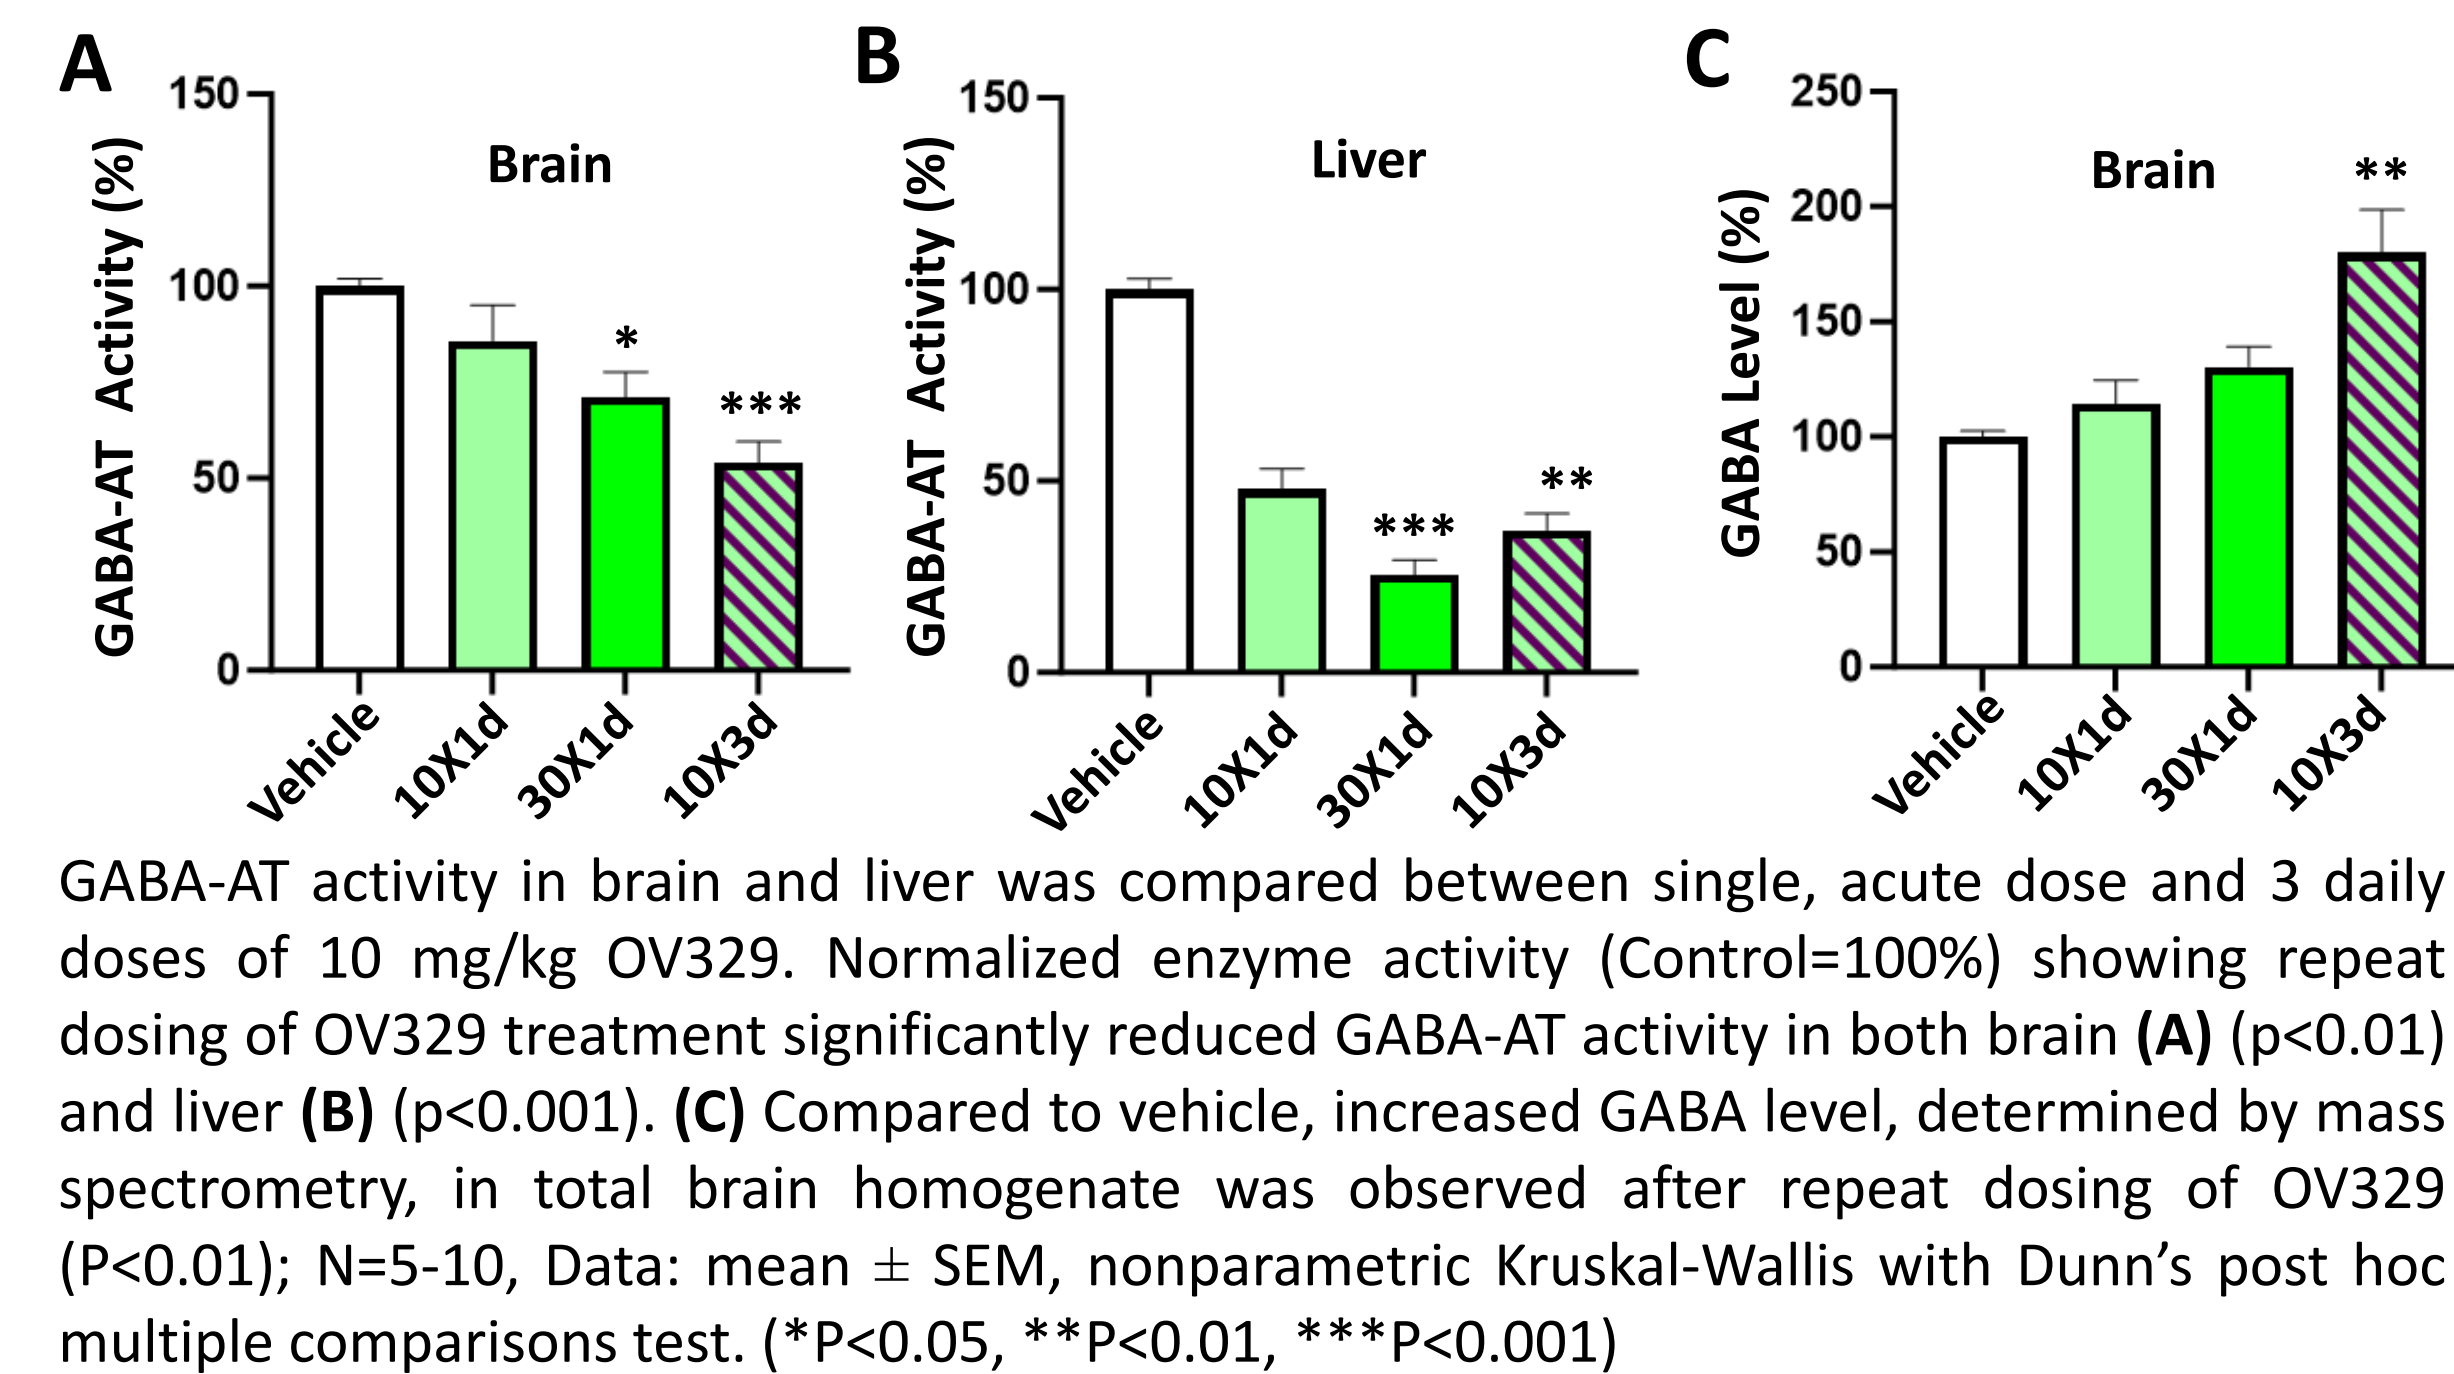 A
GABA-AT Activity (%)
150
100
50
0
Brain
*
***
Vehicle
10X1d
30X1d
10X3d
B
GABA-AT Activity (%)
150
100
50
0
Liver
***
**
Vehicle
10X1d
30X1d
10X3d
C
GABA Level (%)
250
200
150
100
50
0
Brain
**
Vehicle
10X1d
30X1d
10X3d
GABA-AT activity in brain and liver was compared between single, acute dose and 3 daily
doses of 10 mg/kg OV329. Normalized enzyme activity (Control=100%) showing repeat
dosing of OV329 treatment significantly reduced GABA-AT activity in both brain (A) (p<0.01)
and liver (B) (p<0.001). (C) Compared to vehicle, increased GABA level, determined by mass
spectrometry, in total brain homogenate was observed after repeat dosing of OV329
(P<0.01); N=5-10, Data: mean ± SEM, nonparametric Kruskal-Wallis with Dunn’s post hoc
multiple comparisons test. (*P<0.05, **P<0.01, ***P<0.001)